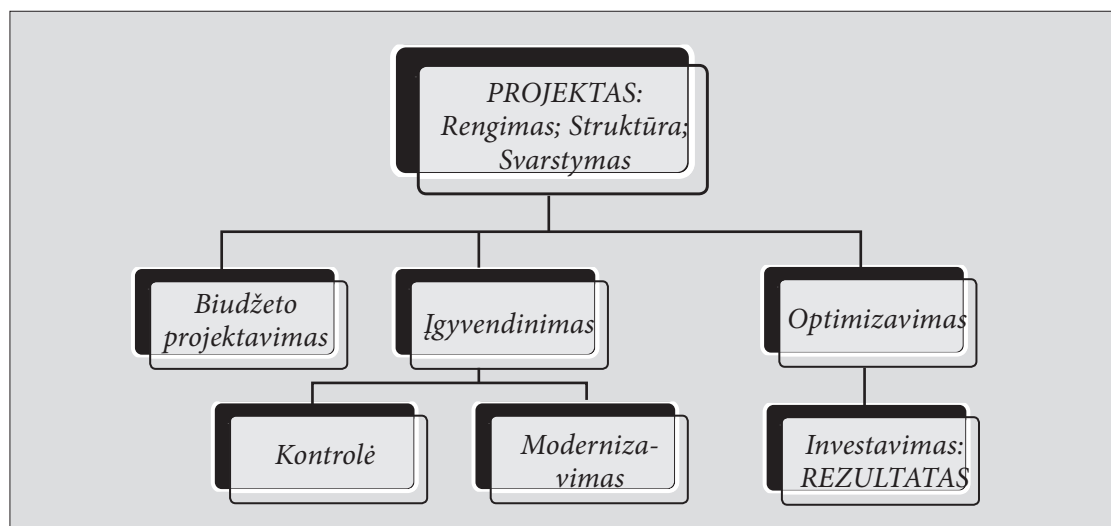 PROJEKTAS:
Rengimas; Struktūra;
Svarstymas
Biudžeto
projektavimas
Įgyvendinimas
Optimizavimas
Kontrolė
Moderniza-
vimas
Investavimas:
REZULTATAS